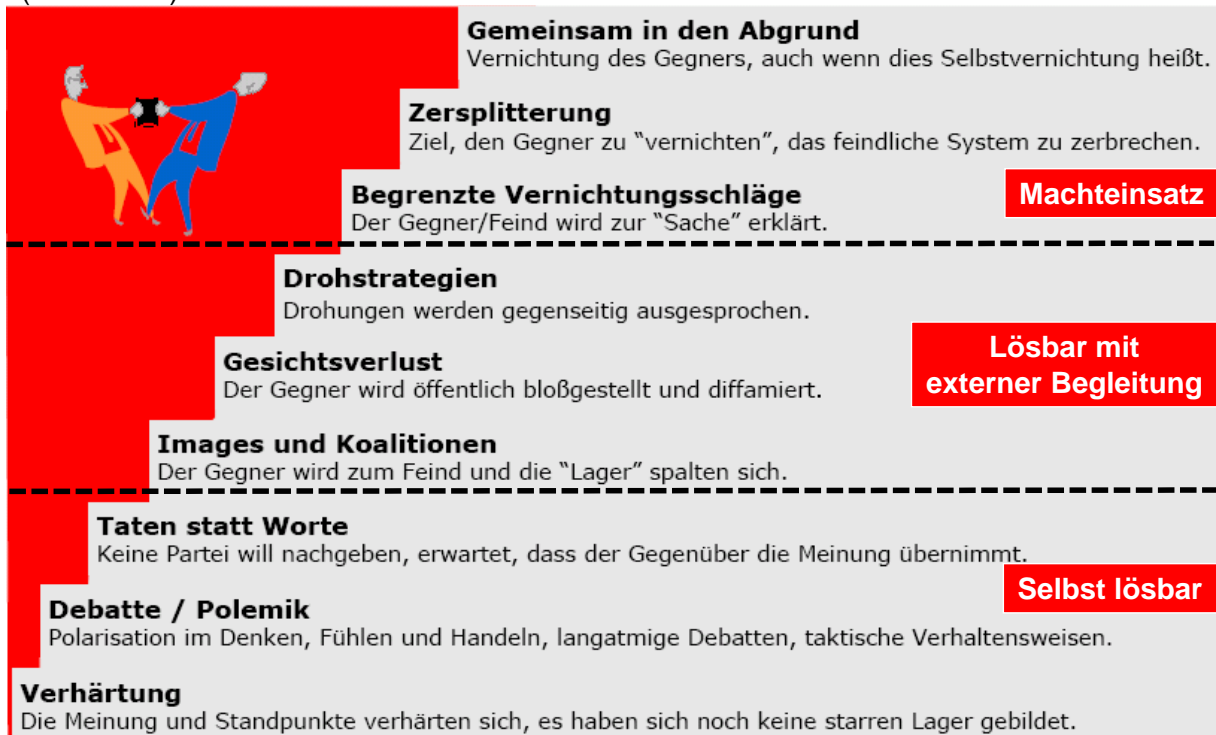 Gemeinsam in den Abgrund
Vernichtung des Gegners, auch wenn dies Selbstvernichtung heißt.
Zersplitterung
Ziel, den Gegner zu “vernichten”, das feindliche System zu zerbrechen.
Begrenzte Vernichtungsschläge
Der Gegner/Feind wird zur “Sache” erklärt.
Machteinsatz
Drohstrategien
Drohungen werden gegenseitig ausgesprochen.
Gesichtsverlust
Der Gegner wird öffentlich bloßgestellt und diffamiert.
Lösbar mit
externer Begleitung
Images und Koalitionen
Der Gegner wird zum Feind und die “Lager” spalten sich.
Taten statt Worte
Keine Partei will nachgeben, erwartet, dass der Gegenüber die Meinung übernimmt.
Selbst lösbar
Debatte / Polemik
Polarisation im Denken, Fühlen und Handeln, langatmige Debatten, taktische Verhaltensweisen.
Verhärtung
Die Meinung und Standpunkte verhärten sich, es haben sich noch keine starren Lager gebildet.